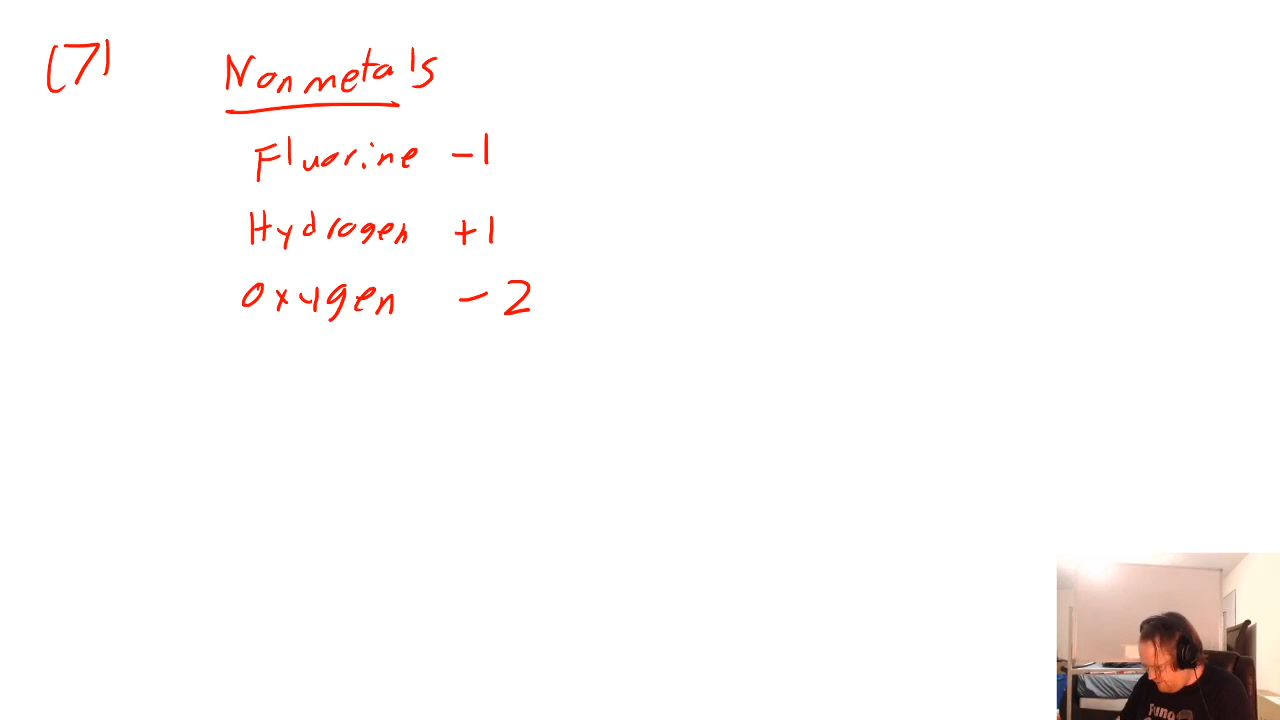 (7)
Nonmetals
Fluorine -1
Hydrogen +1
Oxygen -2